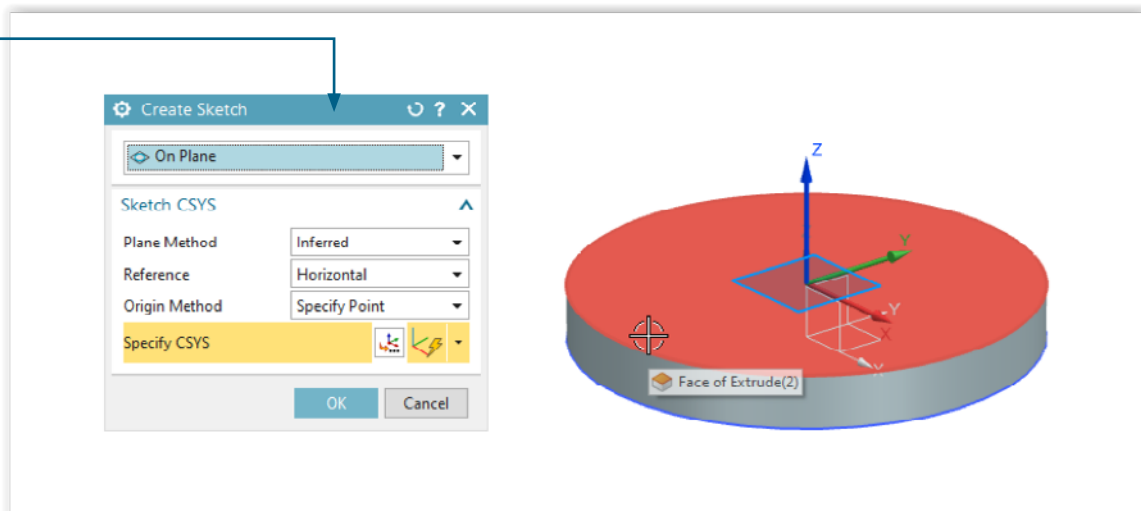 Create Sketch
On Plane
Sketch CSYS
Plane Method Inferred
Reference Horizontal
Origin Method Specify Point
Specify CSYS
OK Cancel
Z
Y
Y
X
X
Face of Extrude(2)